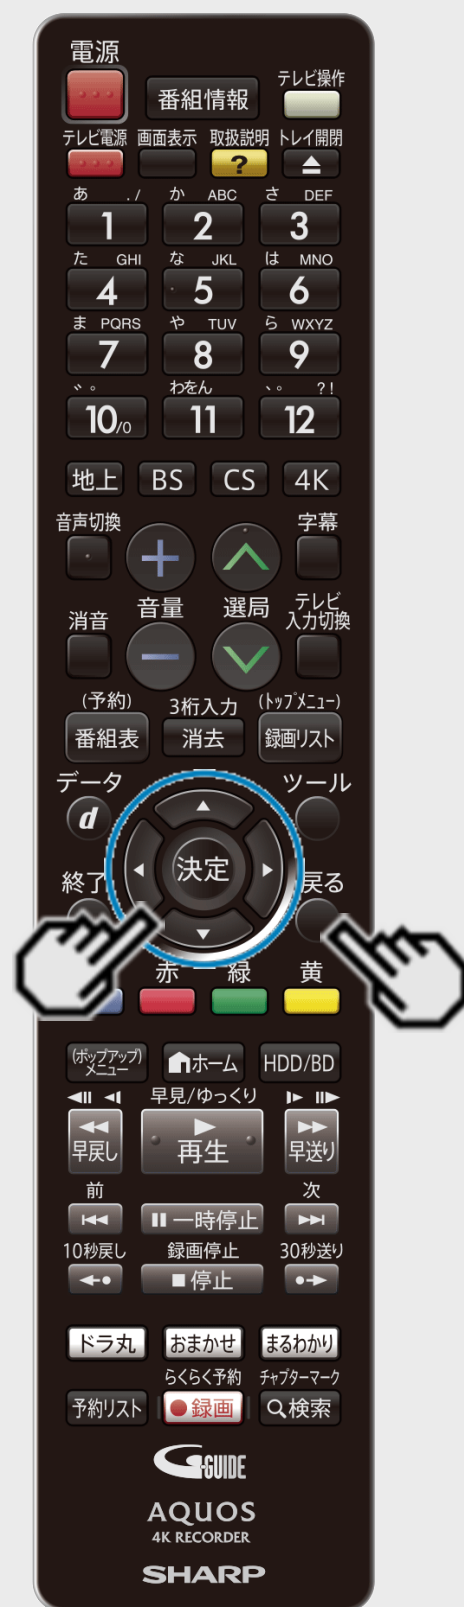 電源
番組情報
テレビ操作
テレビ電源 画面表示 取扱説明 トレイ開閉
?
あ ./ か ABC さ DEF
1 2 3
た GHI な JKL は MNO
4 5 6
ま PQRS や TUV ら WXYZ
7 8 9
゛゜ わをん 、。 ?!
10/0 11 12
地上 BS CS 4K
音声切換 字幕
+
音量 選局
消音 テレビ
入力切換
−
(予約) 3桁入力 (トップメニュー)
番組表 消去 録画リスト
データ ツール
d
決定
終了 戻る
赤 緑 黄
(ポップアップ)
メニュー
ホーム HDD/BD
早見/ゆっくり
早戻し 再生 早送り
前 次
一時停止
10秒戻し 録画停止 30秒送り
停止
ドラ丸 おまかせ まるわかり
らくらく予約 チャプターマーク
予約リスト 録画 検索
G-GUIDE
AQUOS
4K RECORDER
SHARP